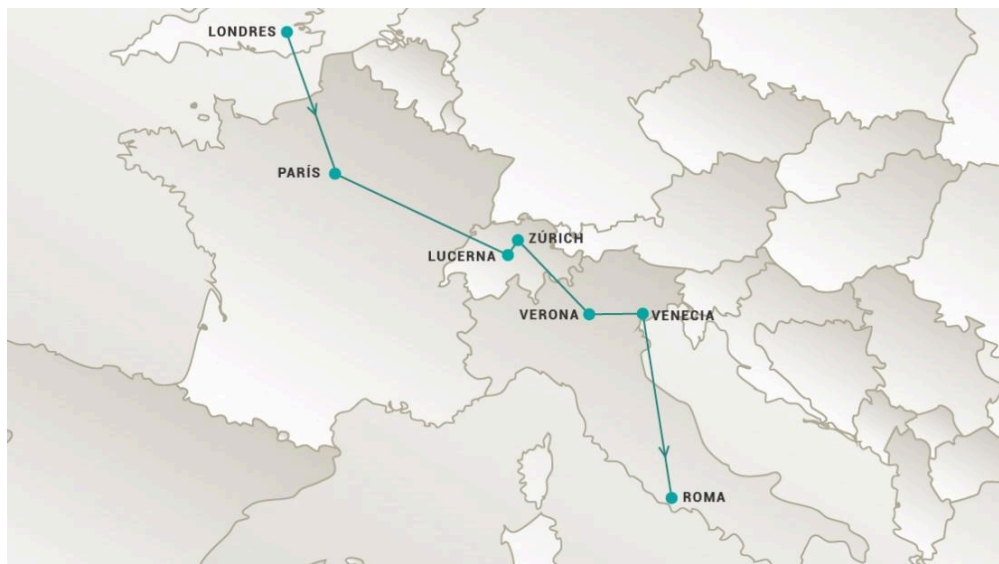 LONDRES
PARÍS
ZÚRICH
LUCERNA
VERONA
VENECIA
ROMA